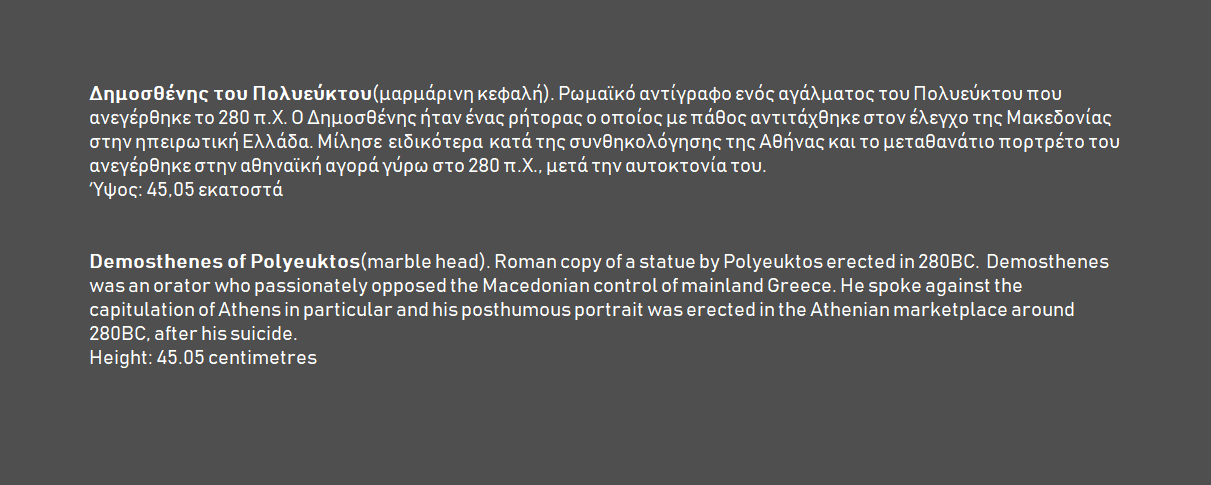 Δημοσθένης του Πολυεύκτου(μαρμάρινη κεφαλή). Ρωμαϊκό αντίγραφο ενός αγάλματος του Πολυεύκτου που
ανεγέρθηκε το 280 π.Χ. Ο Δημοσθένης ήταν ένας ρήτορας ο οποίος με πάθος αντιτάχθηκε στον έλεγχο της Μακεδονίας
στην ηπειρωτική Ελλάδα. Μίλησε ειδικότερα κατά της συνθηκολόγησης της Αθήνας και το μεταθανάτιο πορτρέτο του
ανεγέρθηκε στην αθηναϊκή αγορά γύρω στο 280 π.Χ., μετά την αυτοκτονία του.
Ύψος: 45,05 εκατοστά
Demosthenes of Polyeuktos(marble head). Roman copy of a statue by Polyeuktos erected in 280BC. Demosthenes
was an orator who passionately opposed the Macedonian control of mainland Greece. He spoke against the
capitulation of Athens in particular and his posthumous portrait was erected in the Athenian marketplace around
280BC, after his suicide.
Height: 45.05 centimetres